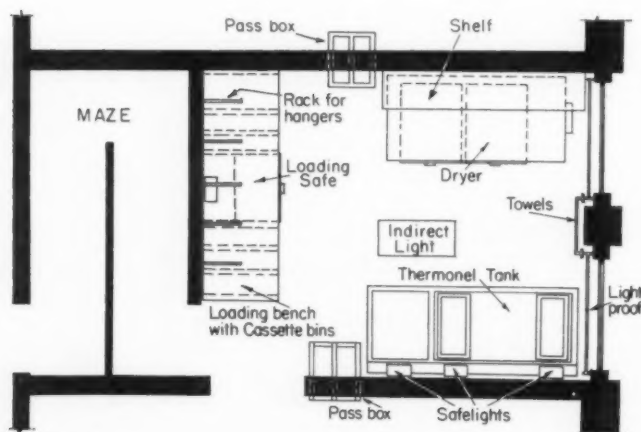 Pass box
Shelf
MAZE
Rack for
hangers
Loading
Safe
Dryer
Towels
Indirect
Light
Thermonel Tank
Light
proof
Loading bench
with Cassette bins
Pass box
Safelights